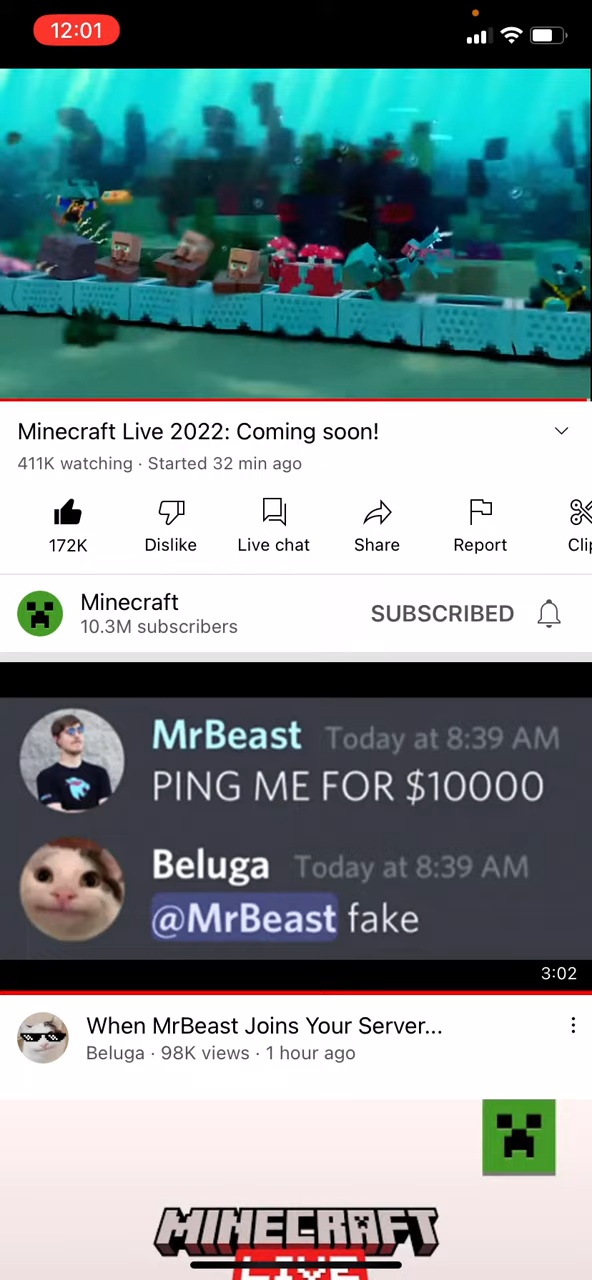 12:01
Minecraft Live 2022: Coming soon!
411K watching · Started 32 min ago
172K Dislike Live chat Share Report Clip
Minecraft
10.3M subscribers
SUBSCRIBED
MrBeast Today at 8:39 AM
PING ME FOR $10000
Beluga Today at 8:39 AM
@MrBeast fake
3:02
When MrBeast Joins Your Server...
Beluga · 98K views · 1 hour ago
MINECRAFT
LIVE